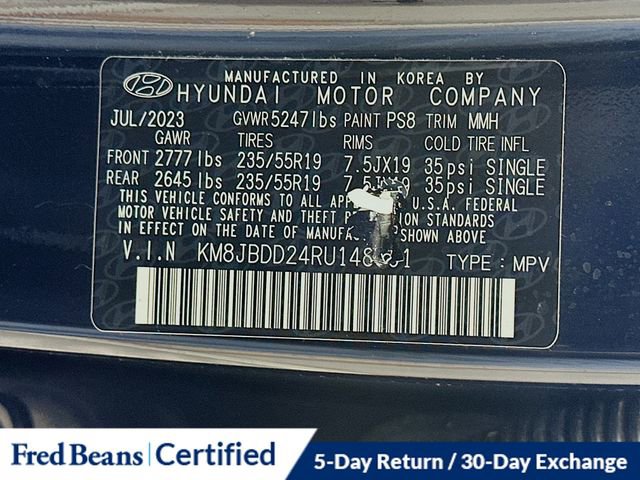 MANUFACTURED IN KOREA BY
HYUNDAI MOTOR COMPANY
JUL/2023 GVWR 5247lbs PAINT PS8 TRIM MMH
GAWR TIRES RIMS COLD TIRE INFL
FRONT 2777lbs 235/55R19 7.5JX19 35psi SINGLE
REAR 2645lbs 235/55R19 35psi SINGLE
THIS VEHICLE CONFORMS TO ALL U.S.A. FEDERAL
MOTOR VEHICLE SAFETY AND THEFT STANDARDS
IN EFFECT ON THE DATE OF SHOWN ABOVE
V.I.N TYPE: MPV
Fred Beans Certified
5-Day Return / 30-Day Exchange